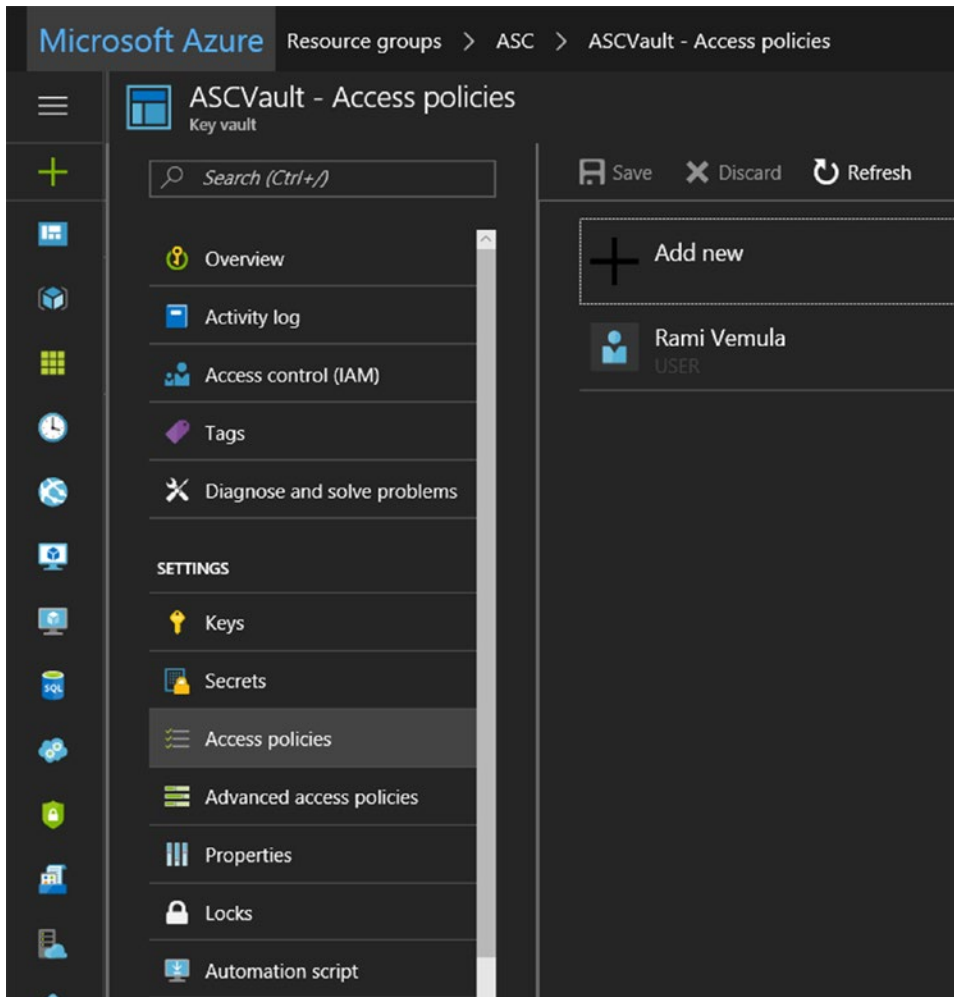 Microsoft Azure Resource groups > ASC > ASCVault - Access policies
ASCVault - Access policies
Key vault
Search (Ctrl+/)
Save Discard Refresh
Overview
Activity log
Access control (IAM)
Tags
Diagnose and solve problems
SETTINGS
Keys
Secrets
Access policies
Advanced access policies
Properties
Locks
Automation script
Add new
Rami Vemula
USER
SQL